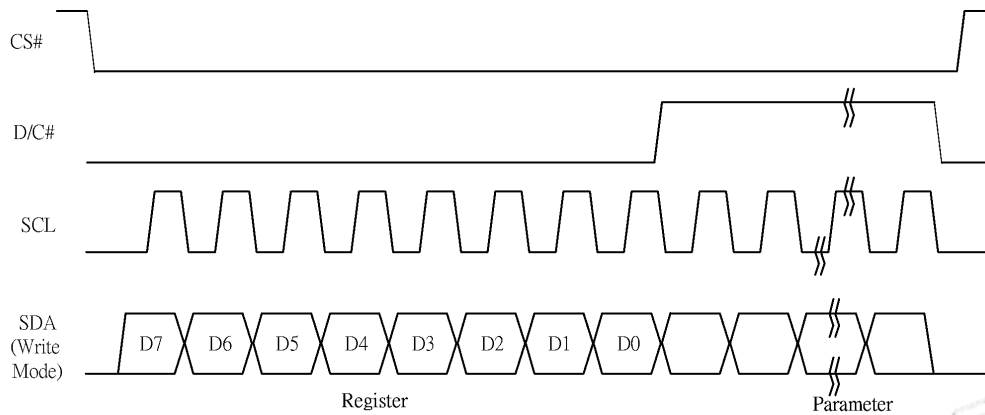 CS#
D/C#
SCL
SDA
(Write
Mode)
D7 D6 D5 D4 D3 D2 D1 D0
Register Parameter